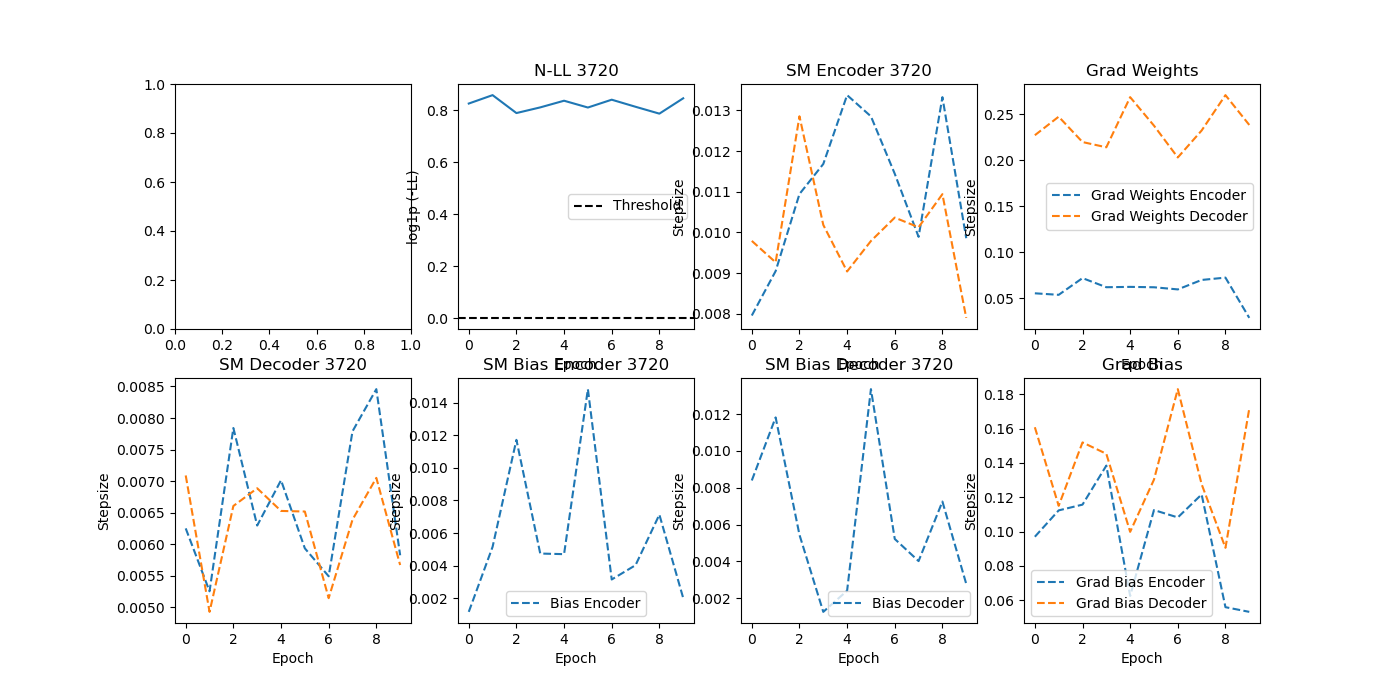 1.0
0.8
0.6
0.4
0.2
0.0
0.0 0.2 0.4 0.6 0.8 1.0
N-LL 3720
log1p (-LL)
0.8
0.6
0.4
0.2
0.0
Threshold
0 2 4 6 8
Epoch
SM Encoder 3720
Stepsize
0.013
0.012
0.011
0.010
0.009
0.008
0 2 4 6 8
Epoch
Grad Weights
Stepsize
0.25
0.20
0.15
0.10
0.05
Grad Weights Encoder
Grad Weights Decoder
0 2 4 6 8
Epoch
SM Decoder 3720
Stepsize
0.0085
0.0080
0.0075
0.0070
0.0065
0.0060
0.0055
0.0050
0 2 4 6 8
Epoch
SM Bias Encoder 3720
Stepsize
0.014
0.012
0.010
0.008
0.006
0.004
0.002
Bias Encoder
0 2 4 6 8
Epoch
SM Bias Decoder 3720
Stepsize
0.012
0.010
0.008
0.006
0.004
0.002
Bias Decoder
0 2 4 6 8
Epoch
Grad Bias
Stepsize
0.18
0.16
0.14
0.12
0.10
0.08
0.06
Grad Bias Encoder
Grad Bias Decoder
0 2 4 6 8
Epoch